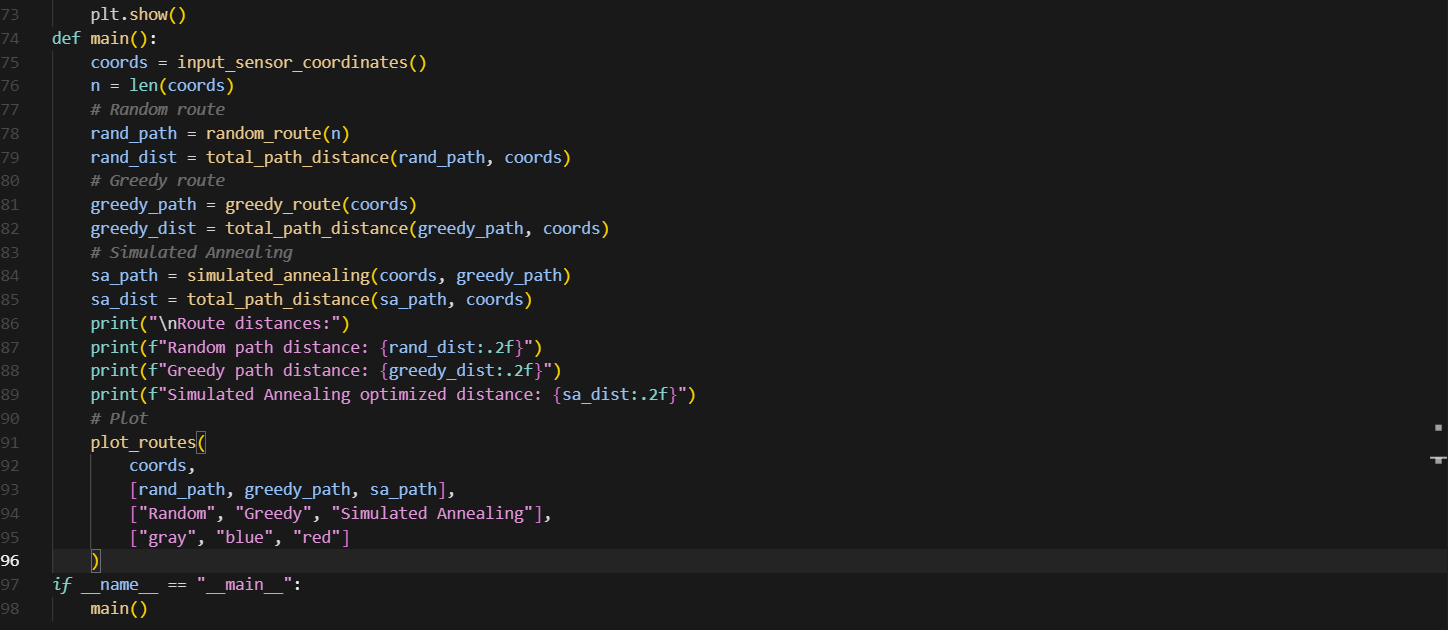 73 plt.show()
74 def main():
75 coords = input_sensor_coordinates()
76 n = len(coords)
77 # Random route
78 rand_path = random_route(n)
79 rand_dist = total_path_distance(rand_path, coords)
80 # Greedy route
81 greedy_path = greedy_route(coords)
82 greedy_dist = total_path_distance(greedy_path, coords)
83 # Simulated Annealing
84 sa_path = simulated_annealing(coords, greedy_path)
85 sa_dist = total_path_distance(sa_path, coords)
86 print("\nRoute distances:")
87 print(f"Random path distance: {rand_dist:.2f}")
88 print(f"Greedy path distance: {greedy_dist:.2f}")
89 print(f"Simulated Annealing optimized distance: {sa_dist:.2f}")
90 # Plot
91 plot_routes(
92 coords,
93 [rand_path, greedy_path, sa_path],
94 ["Random", "Greedy", "Simulated Annealing"],
95 ["gray", "blue", "red"]
96 )
97 if __name__ == "__main__":
98 main()